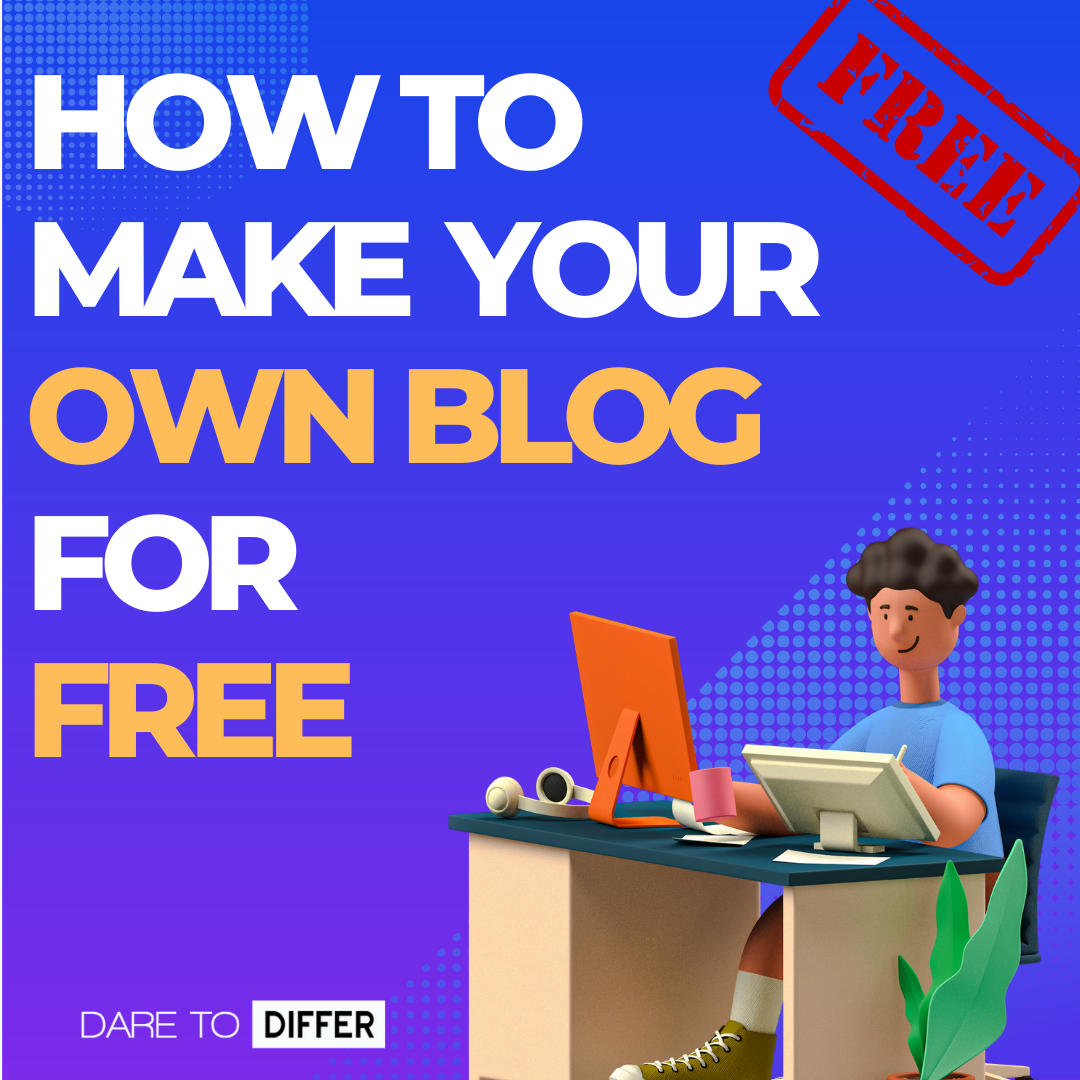 HOW TO
MAKE YOUR
OWN BLOG
FOR
FREE
FREE
DARE TO DIFFER